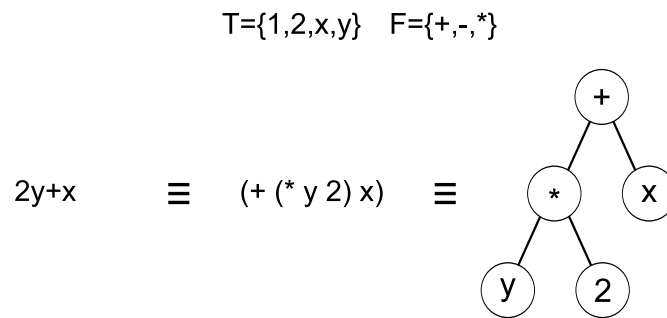 T={1,2,x,y} F={+,-,*}
+
2y+x ≡ (+ (* y 2) x) ≡
* x
y 2